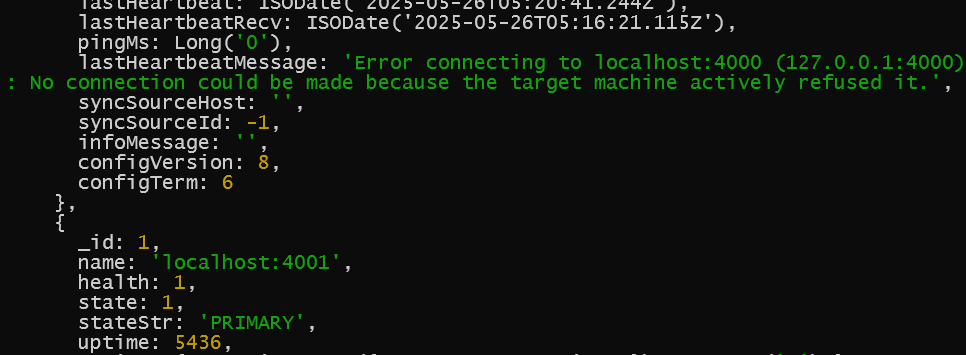 lastHeartbeat: ISODate('2025-05-26T05:20:41.244Z'),
lastHeartbeatRecv: ISODate('2025-05-26T05:16:21.115Z'),
pingMs: Long('0'),
lastHeartbeatMessage: 'Error connecting to localhost:4000 (127.0.0.1:4000)
: No connection could be made because the target machine actively refused it.',
syncSourceHost: '',
syncSourceId: -1,
infoMessage: '',
configVersion: 8,
configTerm: 6
},
{
_id: 1,
name: 'localhost:4001',
health: 1,
state: 1,
stateStr: 'PRIMARY',
uptime: 5436,